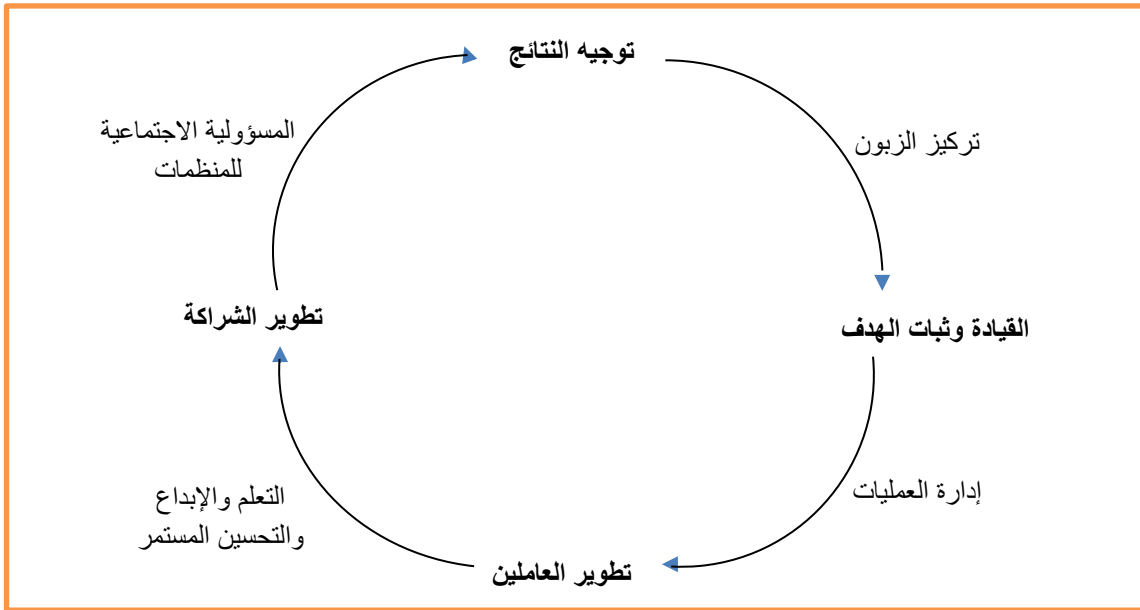 توجيه النتائج
تركيز الزبون
المسؤولية الاجتماعية
للمنظمات
القيادة وثبات الهدف
تطوير الشراكة
إدارة العمليات
التعلم والإبداع
والتحسين المستمر
تطوير العاملين